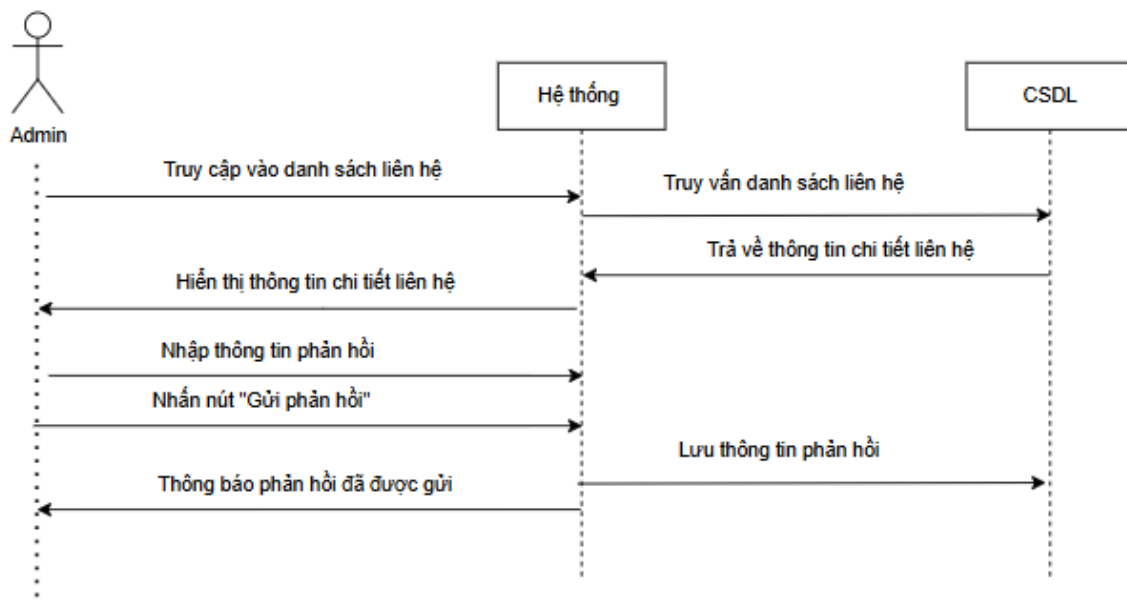 Hệ thống
CSDL
Admin
Truy cập vào danh sách liên hệ
Truy vấn danh sách liên hệ
Trả về thông tin chi tiết liên hệ
Hiển thị thông tin chi tiết liên hệ
Nhập thông tin phản hồi
Nhấn nút "Gửi phản hồi"
Lưu thông tin phản hồi
Thông báo phản hồi đã được gửi